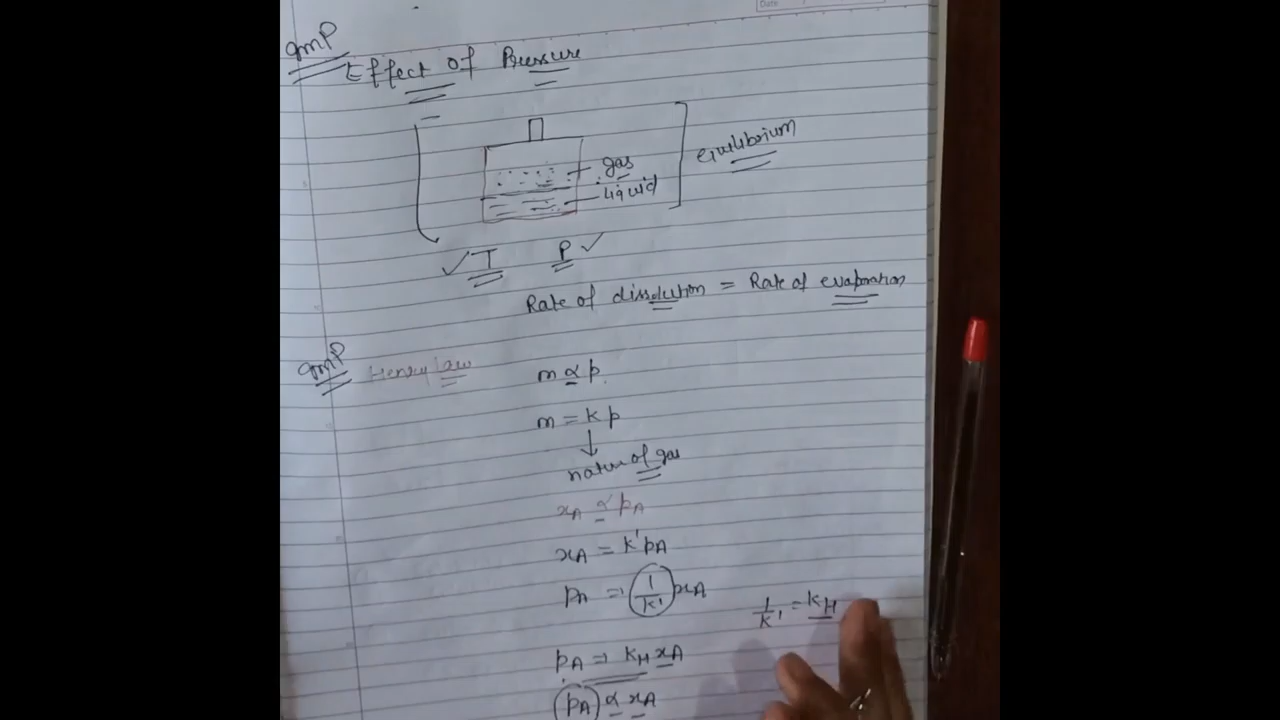 Date
ImP
Effect of Pressure
gas
liquid
equilibrium
✓ T P ✓
Rate of dissolution = Rate of evaporation
ImP Henry law m ∝ p.
m = k p
↓
nature of gas
xA ∝ pA
xA = k'pA
pA = 1/k' xA
1/k' = kH
pA = kH xA
pA ∝ xA